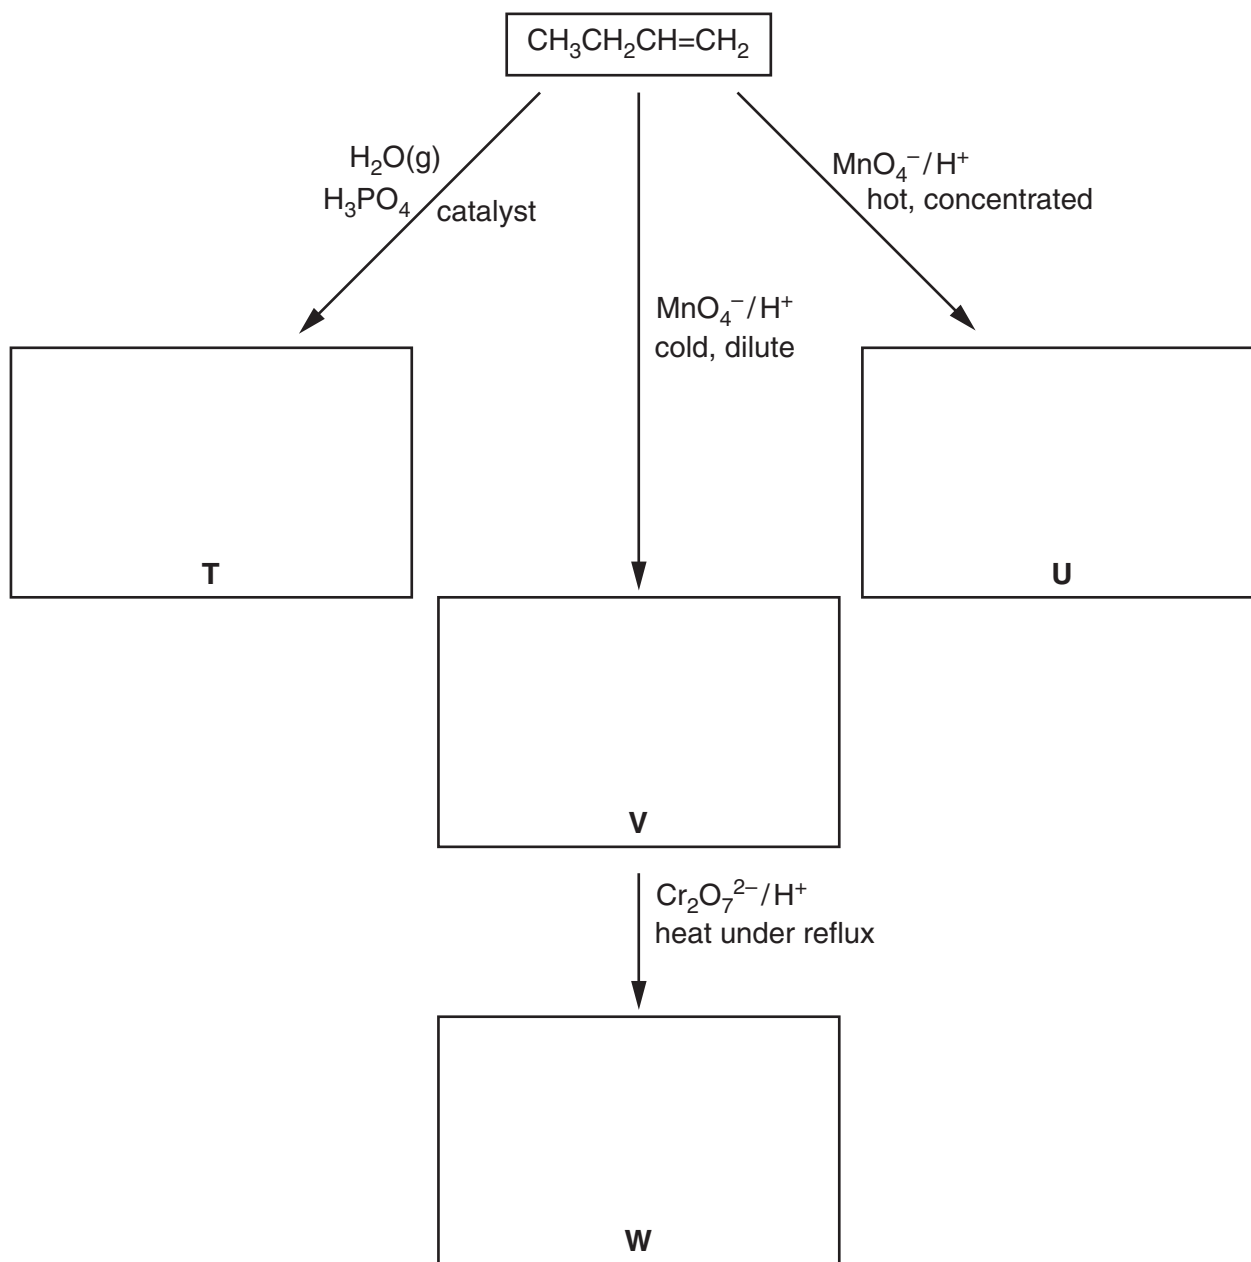 CH₃CH₂CH=CH₂
H₂O(g)
H₃PO₄ catalyst
MnO₄⁻/H⁺
hot, concentrated
MnO₄⁻/H⁺
cold, dilute
T
U
V
Cr₂O₇²⁻/H⁺
heat under reflux
W